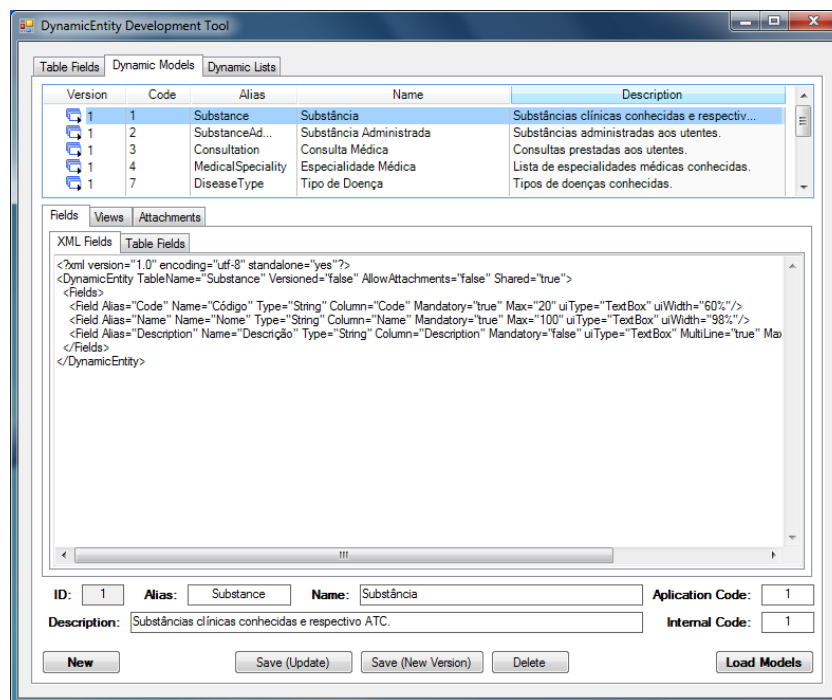 DynamicEntity Development Tool
Table Fields Dynamic Models Dynamic Lists
Version Code Alias Name Description
1 1 Substance Substância Substâncias clínicas conhecidas e respectiv...
1 2 SubstanceAd... Substância Administrada Substâncias administradas aos utentes.
1 3 Consultation Consulta Médica Consultas prestadas aos utentes.
1 4 MedicalSpeciality Especialidade Médica Lista de especialidades médicas conhecidas.
1 7 DiseaseType Tipo de Doença Tipos de doenças conhecidas.
Fields Views Attachments
XML Fields Table Fields
<?xml version="1.0" encoding="utf-8" standalone="yes"?>
<DynamicEntity TableName="Substance" Versioned="false" AllowAttachments="false" Shared="true">
<Fields>
<Field Alias="Code" Name="Código" Type="String" Column="Code" Mandatory="true" Max="20" uiType="TextBox" uiWidth="60%"/>
<Field Alias="Name" Name="Nome" Type="String" Column="Name" Mandatory="true" Max="100" uiType="TextBox" uiWidth="98%"/>
<Field Alias="Description" Name="Descrição" Type="String" Column="Description" Mandatory="false" uiType="TextBox" MultiLine="true" Max
</Fields>
</DynamicEntity>
ID: 1 Alias: Substance Name: Substância Aplication Code: 1
Description: Substâncias clínicas conhecidas e respectivo ATC. Internal Code: 1
New Save (Update) Save (New Version) Delete Load Models